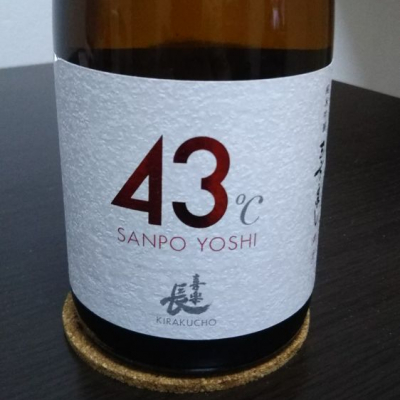 43℃
SANPO YOSHI
喜楽長
KIRAKUCHO